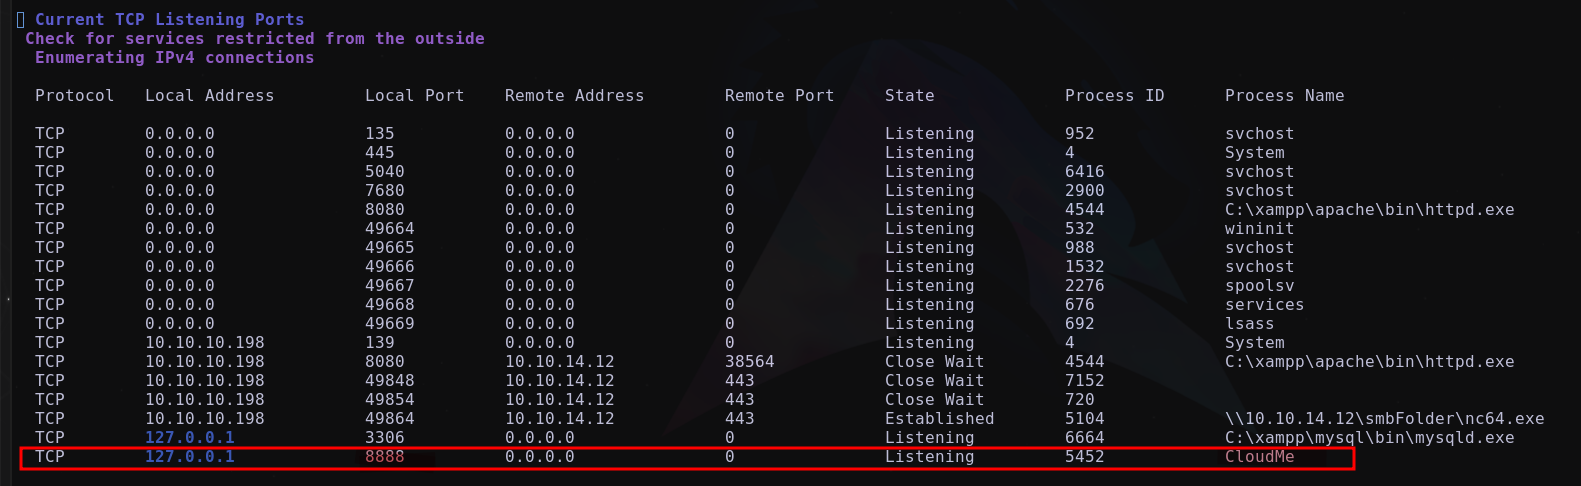 Current TCP Listening Ports
Check for services restricted from the outside
Enumerating IPv4 connections
Protocol Local Address Local Port Remote Address Remote Port State Process ID Process Name
TCP 0.0.0.0 135 0.0.0.0 0 Listening 952 svchost
TCP 0.0.0.0 445 0.0.0.0 0 Listening 4 System
TCP 0.0.0.0 5040 0.0.0.0 0 Listening 6416 svchost
TCP 0.0.0.0 7680 0.0.0.0 0 Listening 2900 svchost
TCP 0.0.0.0 8080 0.0.0.0 0 Listening 4544 C:\xampp\apache\bin\httpd.exe
TCP 0.0.0.0 49664 0.0.0.0 0 Listening 532 wininit
TCP 0.0.0.0 49665 0.0.0.0 0 Listening 988 svchost
TCP 0.0.0.0 49666 0.0.0.0 0 Listening 1532 svchost
TCP 0.0.0.0 49667 0.0.0.0 0 Listening 2276 spoolsv
TCP 0.0.0.0 49668 0.0.0.0 0 Listening 676 services
TCP 0.0.0.0 49669 0.0.0.0 0 Listening 692 lsass
TCP 10.10.10.198 139 0.0.0.0 0 Listening 4 System
TCP 10.10.10.198 8080 10.10.14.12 38564 Close Wait 4544 C:\xampp\apache\bin\httpd.exe
TCP 10.10.10.198 49848 10.10.14.12 443 Close Wait 7152
TCP 10.10.10.198 49854 10.10.14.12 443 Close Wait 720
TCP 10.10.10.198 49864 10.10.14.12 443 Established 5104 \\10.10.14.12\smbFolder\nc64.exe
TCP 127.0.0.1 3306 0.0.0.0 0 Listening 6664 C:\xampp\mysql\bin\mysqld.exe
TCP 127.0.0.1 8888 0.0.0.0 0 Listening 5452 CloudMe